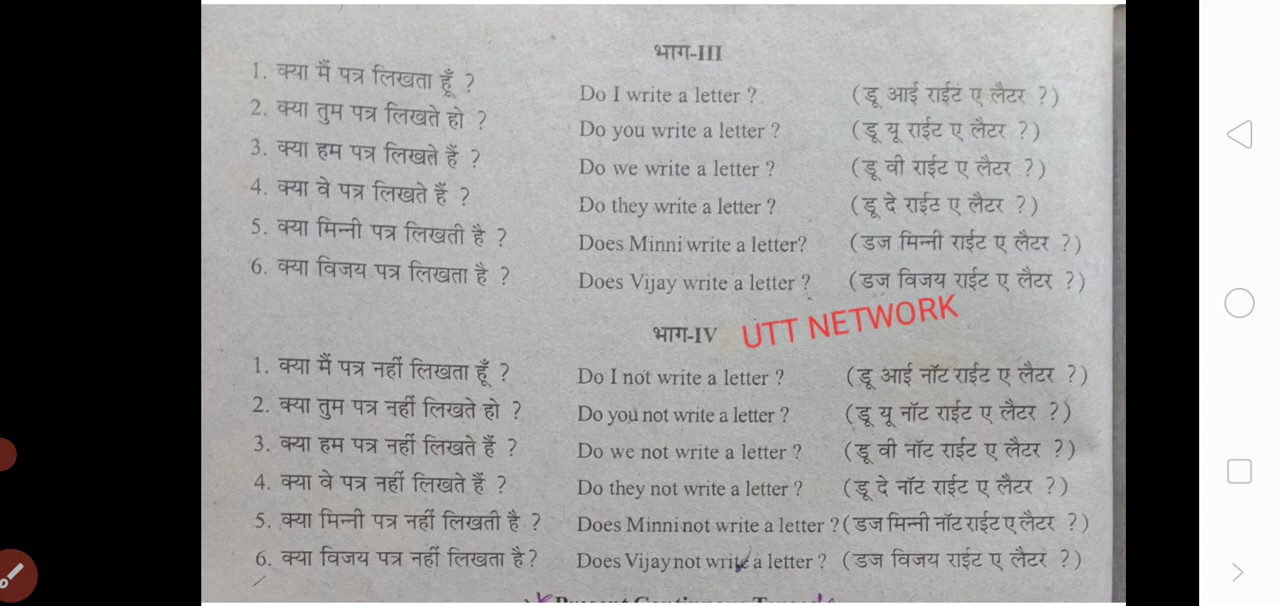 भाग-III
1. क्या मैं पत्र लिखता हूँ ? Do I write a letter ? (डू आई राईट ए लैटर ?)
2. क्या तुम पत्र लिखते हो ? Do you write a letter ? (डू यू राईट ए लैटर ?)
3. क्या हम पत्र लिखते हैं ? Do we write a letter ? (डू वी राईट ए लैटर ?)
4. क्या वे पत्र लिखते हैं ? Do they write a letter ? (डू दे राईट ए लैटर ?)
5. क्या मिन्नी पत्र लिखती है ? Does Minni write a letter? (डज मिन्नी राईट ए लैटर ?)
6. क्या विजय पत्र लिखता है ? Does Vijay write a letter ? (डज विजय राईट ए लैटर ?)
भाग-IV UTT NETWORK
1. क्या मैं पत्र नहीं लिखता हूँ ? Do I not write a letter ? (डू आई नॉट राईट ए लैटर ?)
2. क्या तुम पत्र नहीं लिखते हो ? Do you not write a letter ? (डू यू नॉट राईट ए लैटर ?)
3. क्या हम पत्र नहीं लिखते हैं ? Do we not write a letter ? (डू वी नॉट राईट ए लैटर ?)
4. क्या वे पत्र नहीं लिखते हैं ? Do they not write a letter ? (डू दे नॉट राईट ए लैटर ?)
5. क्या मिन्नी पत्र नहीं लिखती है ? Does Minni not write a letter ? (डज मिन्नी नॉट राईट ए लैटर ?)
6. क्या विजय पत्र नहीं लिखता है? Does Vijay not write a letter ? (डज विजय राईट ए लैटर ?)
Present Continuous Tense